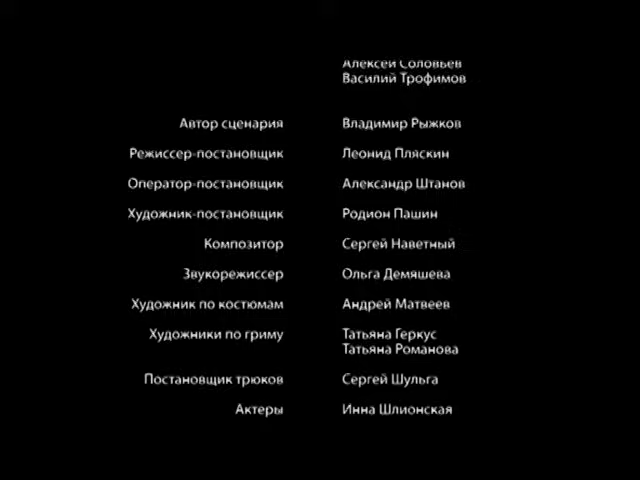 Алексей Соловьев
Василий Трофимов
Автор сценария Владимир Рыжков
Режиссер-постановщик Леонид Пляскин
Оператор-постановщик Александр Штанов
Художник-постановщик Родион Пашин
Композитор Сергей Наветный
Звукорежиссер Ольга Демяшева
Художник по костюмам Андрей Матвеев
Художники по гриму Татьяна Геркус
Татьяна Романова
Постановщик трюков Сергей Шульга
Актеры Инна Шлионская